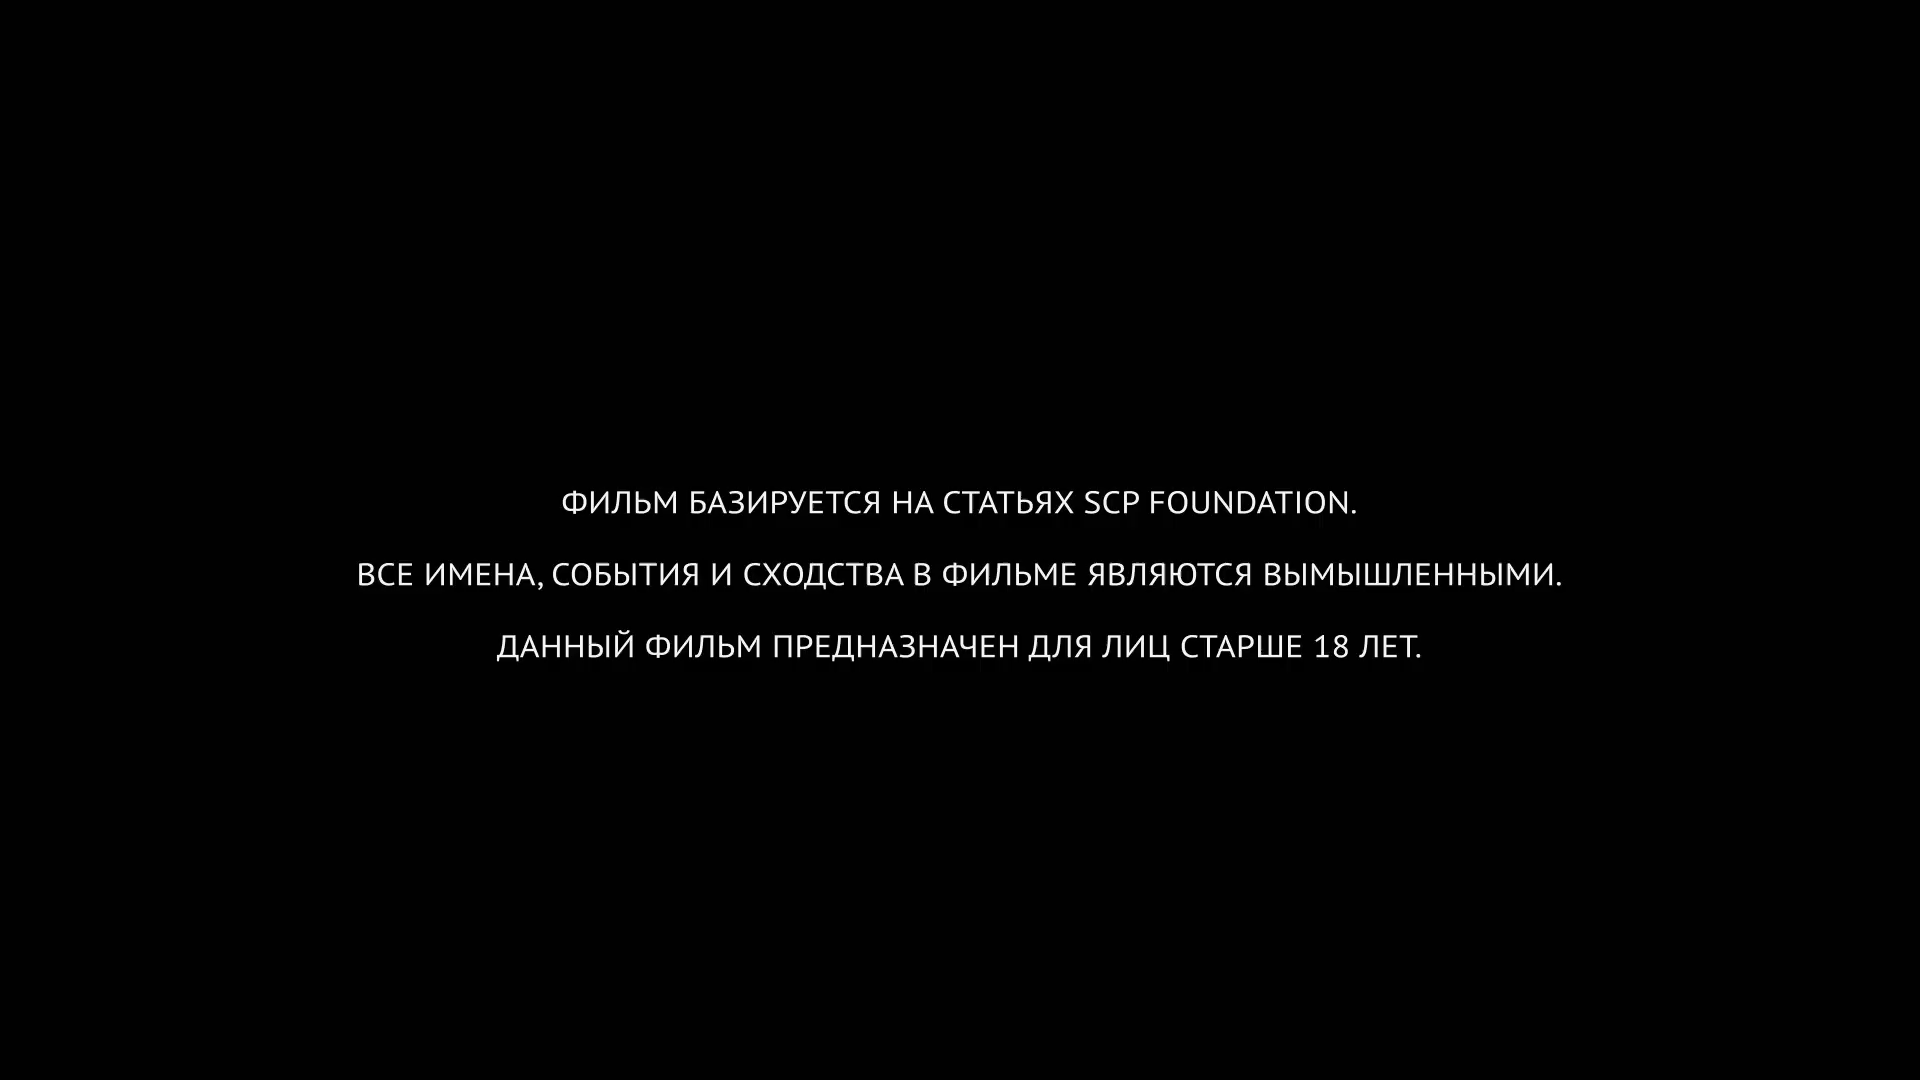 ФИЛЬМ БАЗИРУЕТСЯ НА СТАТЬЯХ SCP FOUNDATION.
ВСЕ ИМЕНА, СОБЫТИЯ И СХОДСТВА В ФИЛЬМЕ ЯВЛЯЮТСЯ ВЫМЫШЛЕННЫМИ.
ДАННЫЙ ФИЛЬМ ПРЕДНАЗНАЧЕН ДЛЯ ЛИЦ СТАРШЕ 18 ЛЕТ.